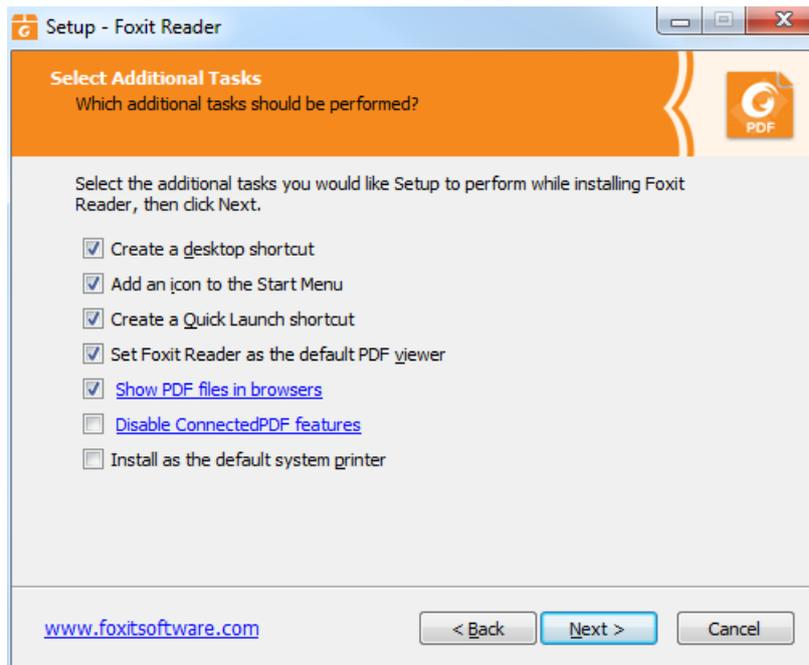 Setup - Foxit Reader
Select Additional Tasks
Which additional tasks should be performed?
PDF
Select the additional tasks you would like Setup to perform while installing Foxit
Reader, then click Next.
Create a desktop shortcut
Add an icon to the Start Menu
Create a Quick Launch shortcut
Set Foxit Reader as the default PDF viewer
Show PDF files in browsers
Disable ConnectedPDF features
Install as the default system printer
www.foxitsoftware.com
< Back
Next >
Cancel